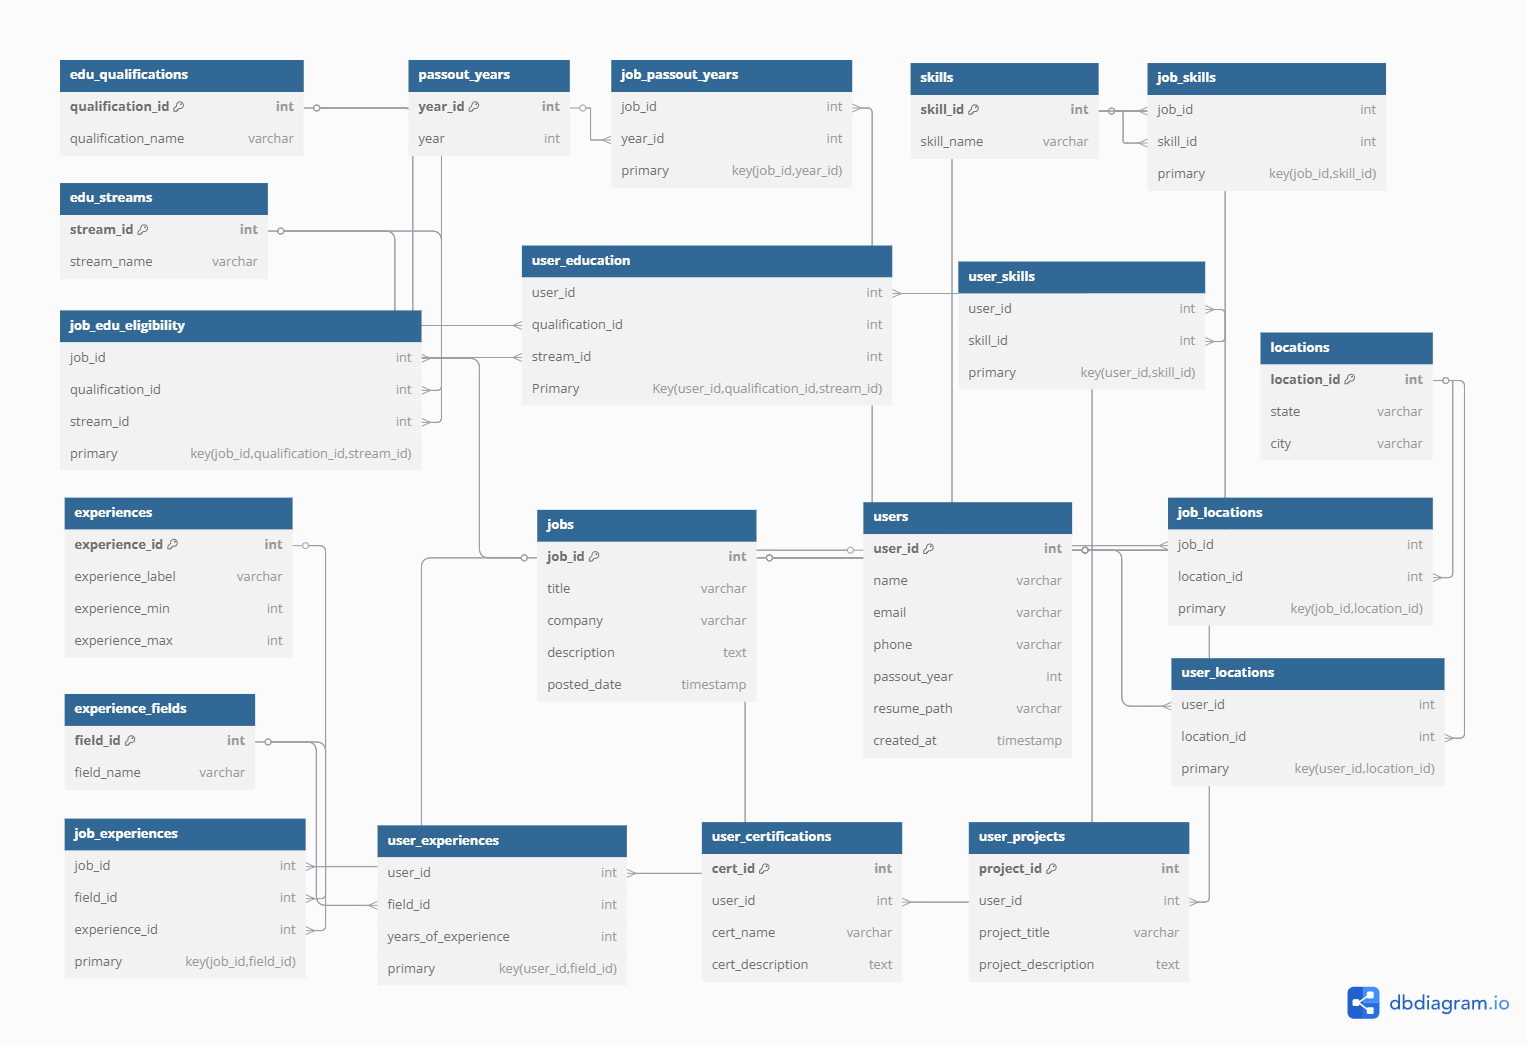 edu_qualifications
qualification_id int
qualification_name varchar
passout_years
year_id int
year int
job_passout_years
job_id int
year_id int
primary key(job_id,year_id)
skills
skill_id int
skill_name varchar
job_skills
job_id int
skill_id int
primary key(job_id,skill_id)
edu_streams
stream_id int
stream_name varchar
user_education
user_id int
qualification_id int
stream_id int
Primary Key(user_id,qualification_id,stream_id)
user_skills
user_id int
skill_id int
primary key(user_id,skill_id)
job_edu_eligibility
job_id int
qualification_id int
stream_id int
primary key(job_id,qualification_id,stream_id)
locations
location_id int
state varchar
city varchar
experiences
experience_id int
experience_label varchar
experience_min int
experience_max int
jobs
job_id int
title varchar
company varchar
description text
posted_date timestamp
users
user_id int
name varchar
email varchar
phone varchar
passout_year int
resume_path varchar
created_at timestamp
job_locations
job_id int
location_id int
primary key(job_id,location_id)
user_locations
user_id int
location_id int
primary key(user_id,location_id)
experience_fields
field_id int
field_name varchar
job_experiences
job_id int
field_id int
experience_id int
primary key(job_id,field_id)
user_experiences
user_id int
field_id int
years_of_experience int
primary key(user_id,field_id)
user_certifications
cert_id int
user_id int
cert_name varchar
cert_description text
user_projects
project_id int
user_id int
project_title varchar
project_description text
dbdiagram.io